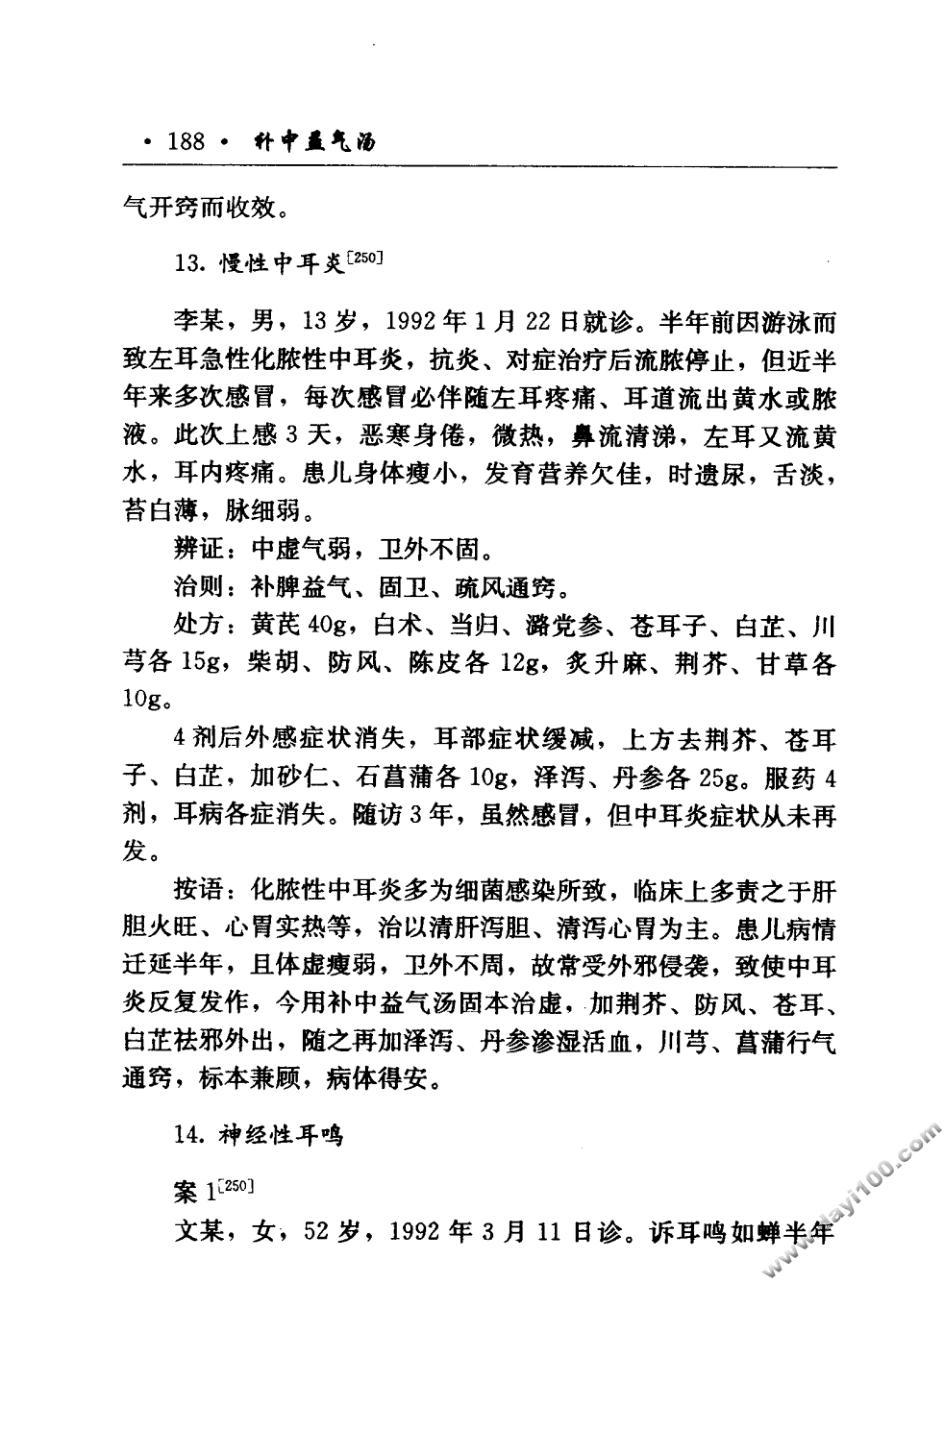 · 188 · 补中益气汤
气开窍而收效。
13. 慢性中耳炎[250]
李某，男，13 岁，1992 年 1 月 22 日就诊。半年前因游泳而
致左耳急性化脓性中耳炎，抗炎、对症治疗后流脓停止，但近半
年来多次感冒，每次感冒必伴随左耳疼痛、耳道流出黄水或脓
液。此次上感 3 天，恶寒身倦，微热，鼻流清涕，左耳又流黄
水，耳内疼痛。患儿身体瘦小，发育营养欠佳，时遗尿，舌淡，
苔白薄，脉细弱。
辨证：中虚气弱，卫外不固。
治则：补脾益气、固卫、疏风通窍。
处方：黄芪 40g，白术、当归、潞党参、苍耳子、白芷、川
芎各 15g，柴胡、防风、陈皮各 12g，炙升麻、荆芥、甘草各
10g。
4 剂后外感症状消失，耳部症状缓减，上方去荆芥、苍耳
子、白芷，加砂仁、石菖蒲各 10g，泽泻、丹参各 25g。服药 4
剂，耳病各症消失。随访 3 年，虽然感冒，但中耳炎症状从未再
发。
按语：化脓性中耳炎多为细菌感染所致，临床上多责之于肝
胆火旺、心胃实热等，治以清肝泻胆、清泻心胃为主。患儿病情
迁延半年，且体虚瘦弱，卫外不周，故常受外邪侵袭，致使中耳
炎反复发作，今用补中益气汤固本治虚，加荆芥、防风、苍耳、
白芷祛邪外出，随之再加泽泻、丹参渗湿活血，川芎、菖蒲行气
通窍，标本兼顾，病体得安。
14. 神经性耳鸣
案 1[250]
文某，女，52 岁，1992 年 3 月 11 日诊。诉耳鸣如蝉半年